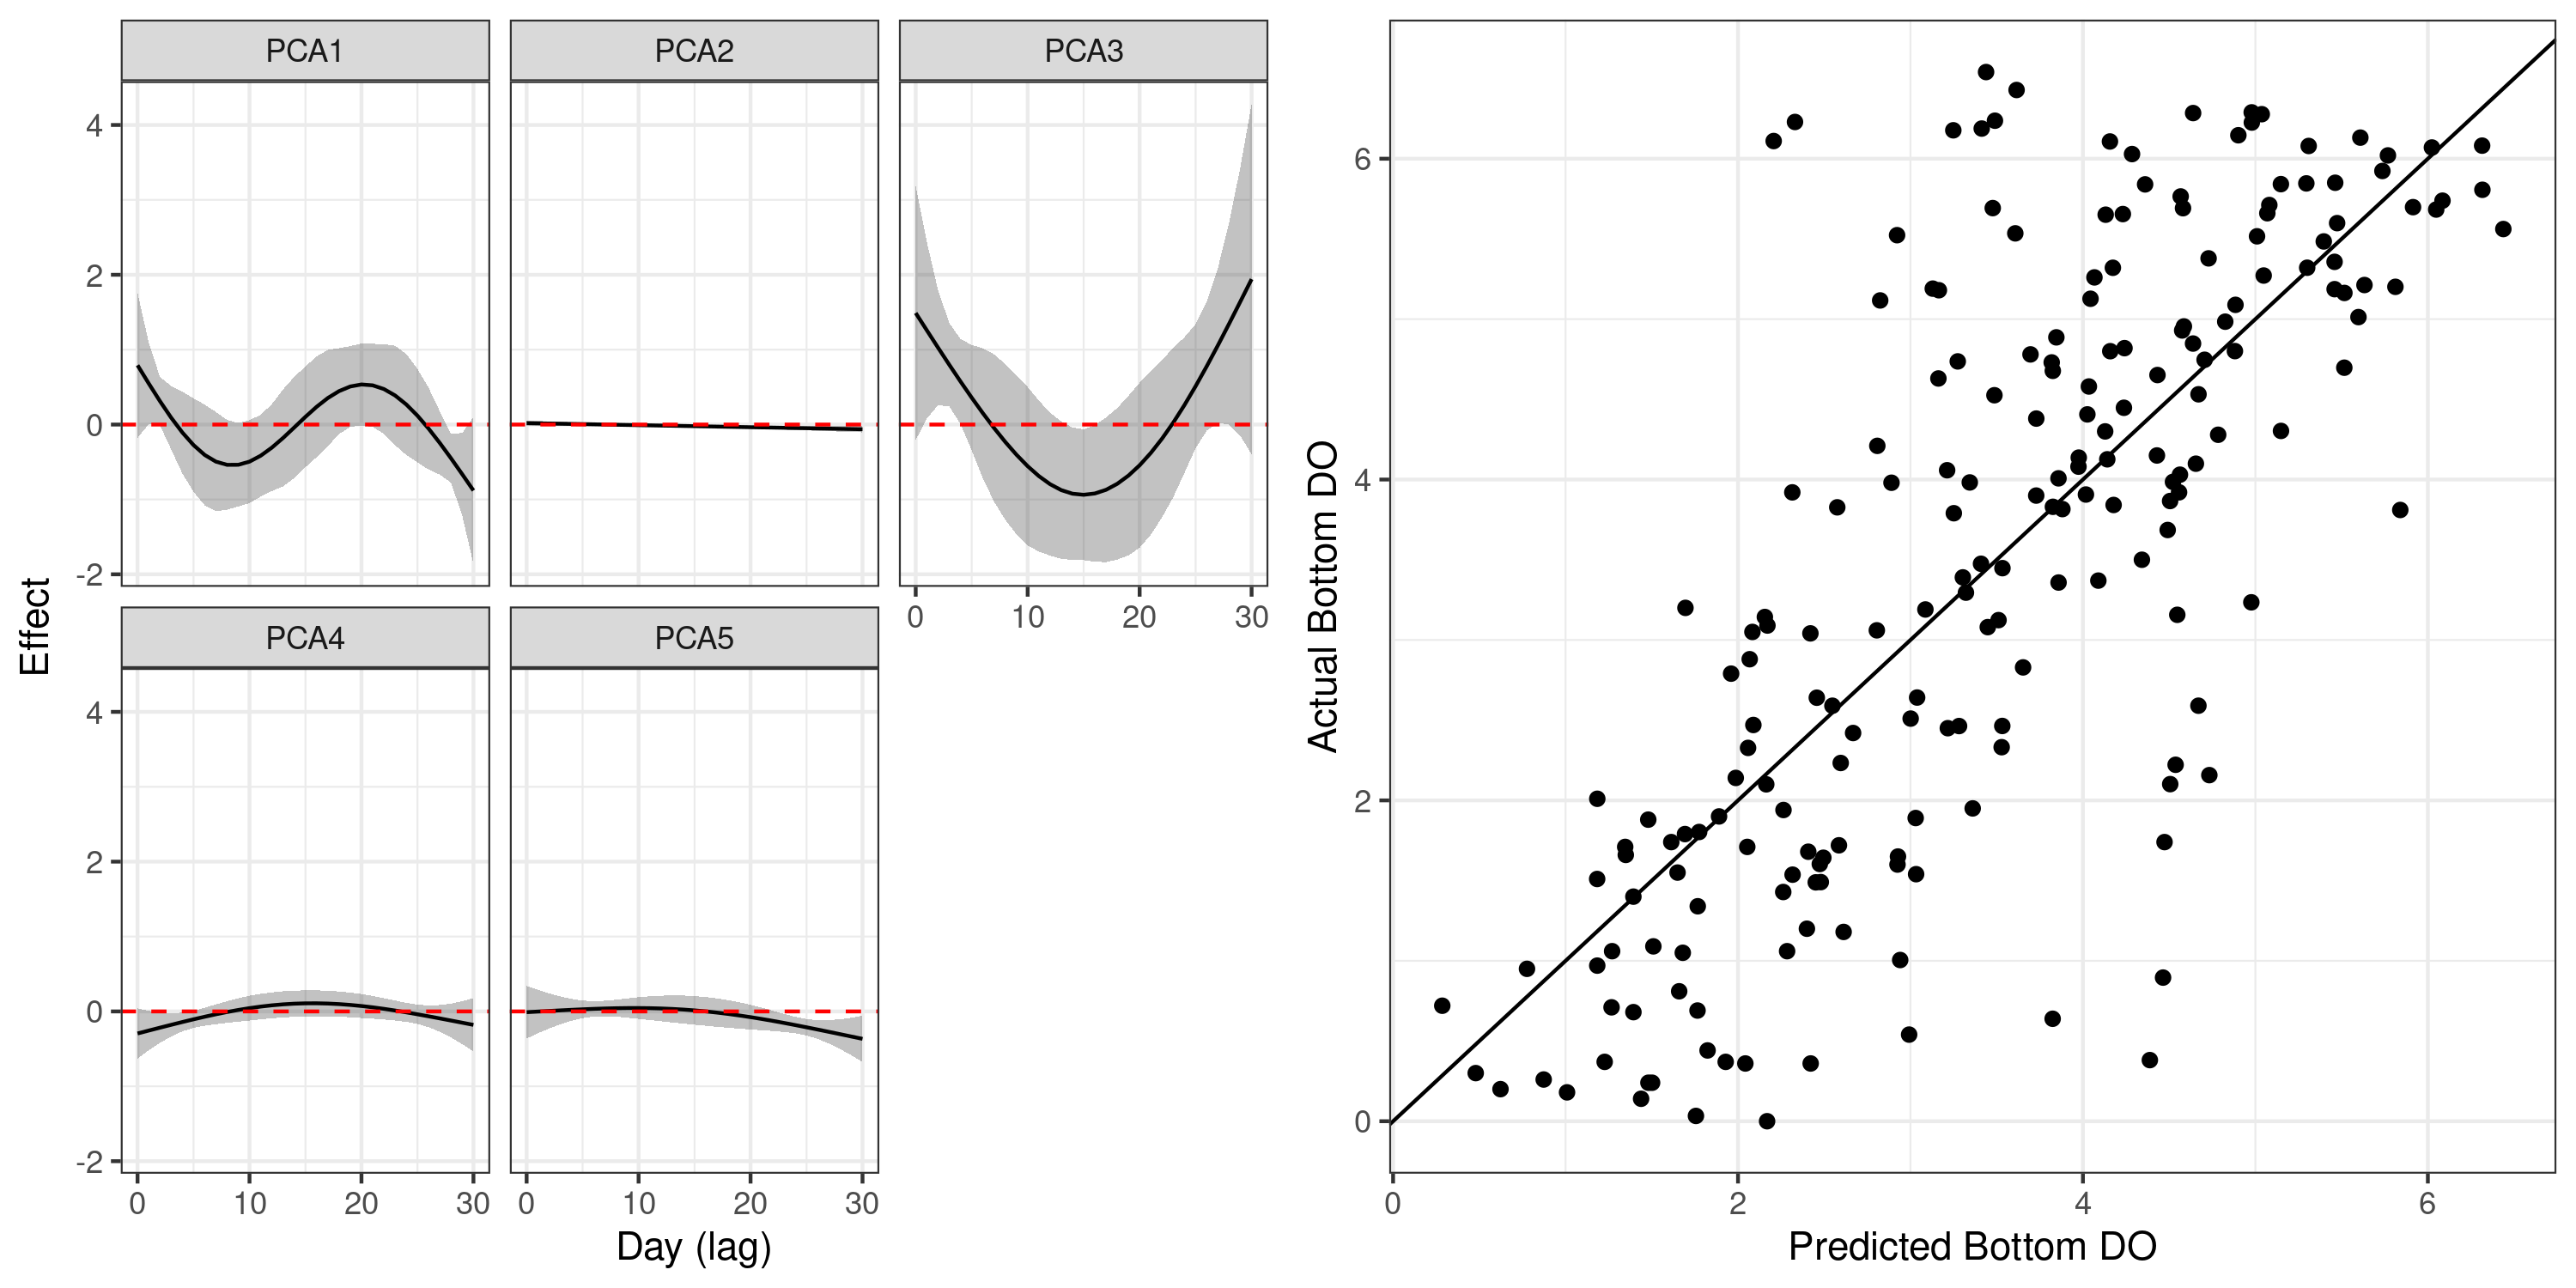 PCA1 PCA2 PCA3
4
2
0
-2
0 10 20 30
PCA4 PCA5
4
2
0
-2
0 10 20 30 0 10 20 30
Effect
Day (lag)
6
4
2
0
0 2 4 6
Actual Bottom DO
Predicted Bottom DO